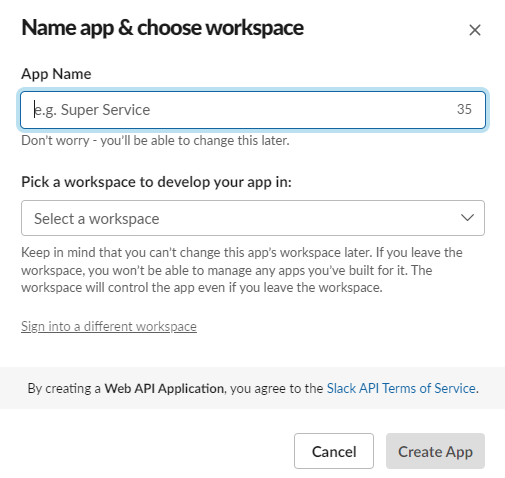 Name app & choose workspace
App Name
e.g. Super Service 35
Don't worry - you'll be able to change this later.
Pick a workspace to develop your app in:
Select a workspace
Keep in mind that you can't change this app's workspace later. If you leave the
workspace, you won't be able to manage any apps you've built for it. The
workspace will control the app even if you leave the workspace.
Sign into a different workspace
By creating a Web API Application, you agree to the Slack API Terms of Service.
Cancel Create App